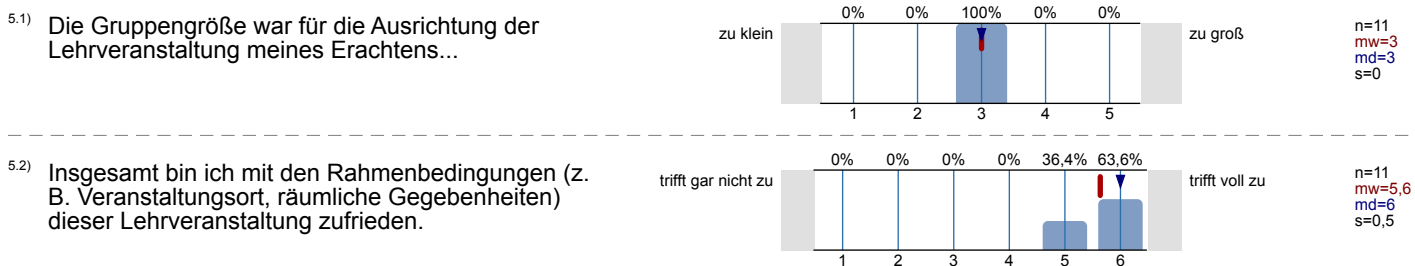 5.1) Die Gruppengröße war für die Ausrichtung der
Lehrveranstaltung meines Erachtens...
zu klein
0% 0% 100% 0% 0%
1 2 3 4 5
zu groß
n=11
mw=3
md=3
s=0
5.2) Insgesamt bin ich mit den Rahmenbedingungen (z.
B. Veranstaltungsort, räumliche Gegebenheiten)
dieser Lehrveranstaltung zufrieden.
trifft gar nicht zu
0% 0% 0% 0% 36,4% 63,6%
1 2 3 4 5 6
trifft voll zu
n=11
mw=5,6
md=6
s=0,5